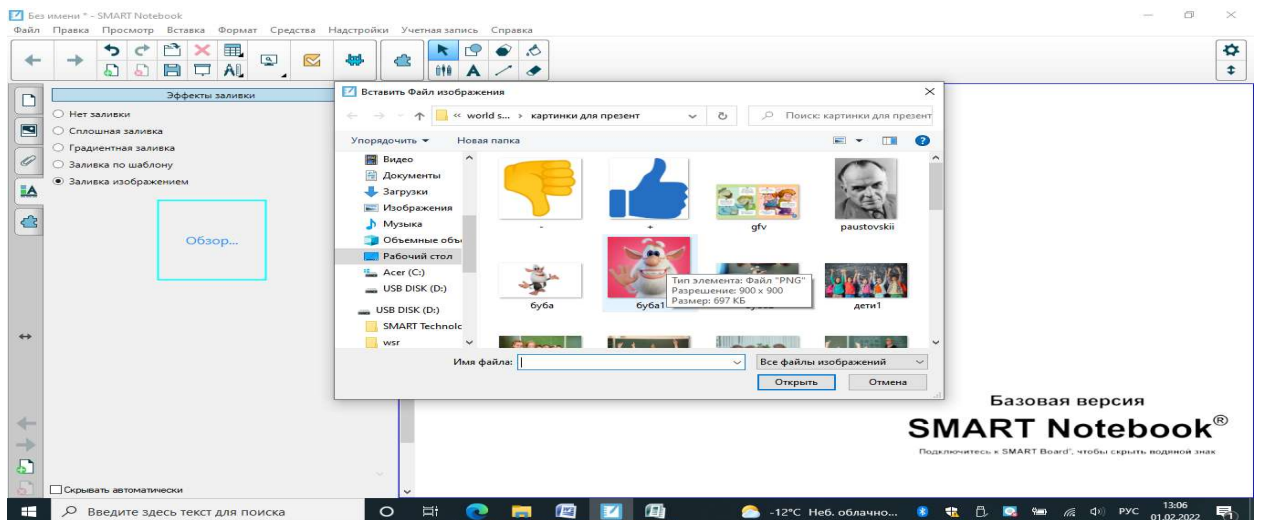 Без имени * - SMART Notebook
Файл Правка Просмотр Вставка Формат Средства Надстройки Учетная запись Справка
Эффекты заливки
Нет заливки
Сплошная заливка
Градиентная заливка
Заливка по шаблону
Заливка изображением
Обзор...
Скрывать автоматически
Вставить Файл изображения
« world s... › картинки для презент
Поиск: картинки для презент
Упорядочить
Новая папка
Видео
Документы
Загрузки
Изображения
Музыка
Объемные объ
Рабочий стол
Acer (C:)
USB DISK (D:)
USB DISK (D:)
SMART Technolc
wsr
-
+
gfv
paustovskii
буба
буба1
дети1
Тип элемента: Файл "PNG"
Разрешение: 900 x 900
Размер: 697 КБ
Имя файла:
Все файлы изображений
Открыть
Отмена
Базовая версия
SMART Notebook®
Подключитесь к SMART Board, чтобы скрыть водяной знак
Введите здесь текст для поиска
-12°C Неб. облачно...
РУС
13:06
01.02.2022